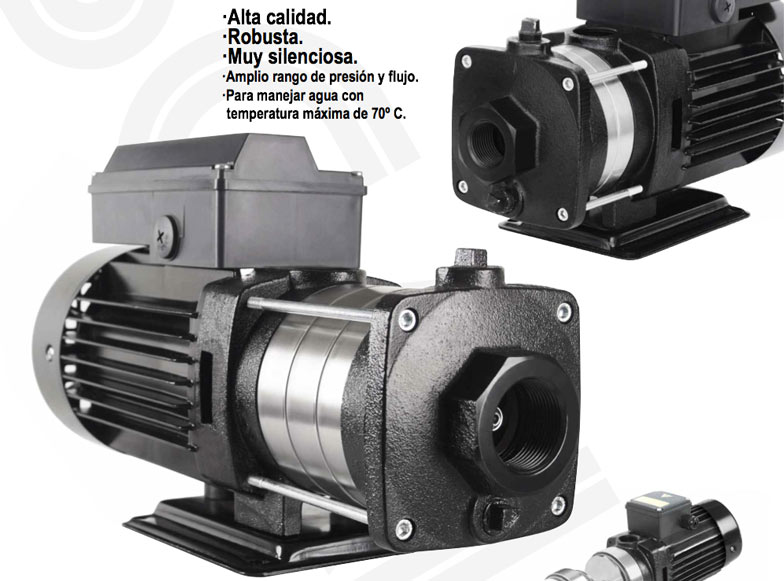 ·Alta calidad.
·Robusta.
·Muy silenciosa.
·Amplio rango de presión y flujo.
·Para manejar agua con
temperatura máxima de 70º C.